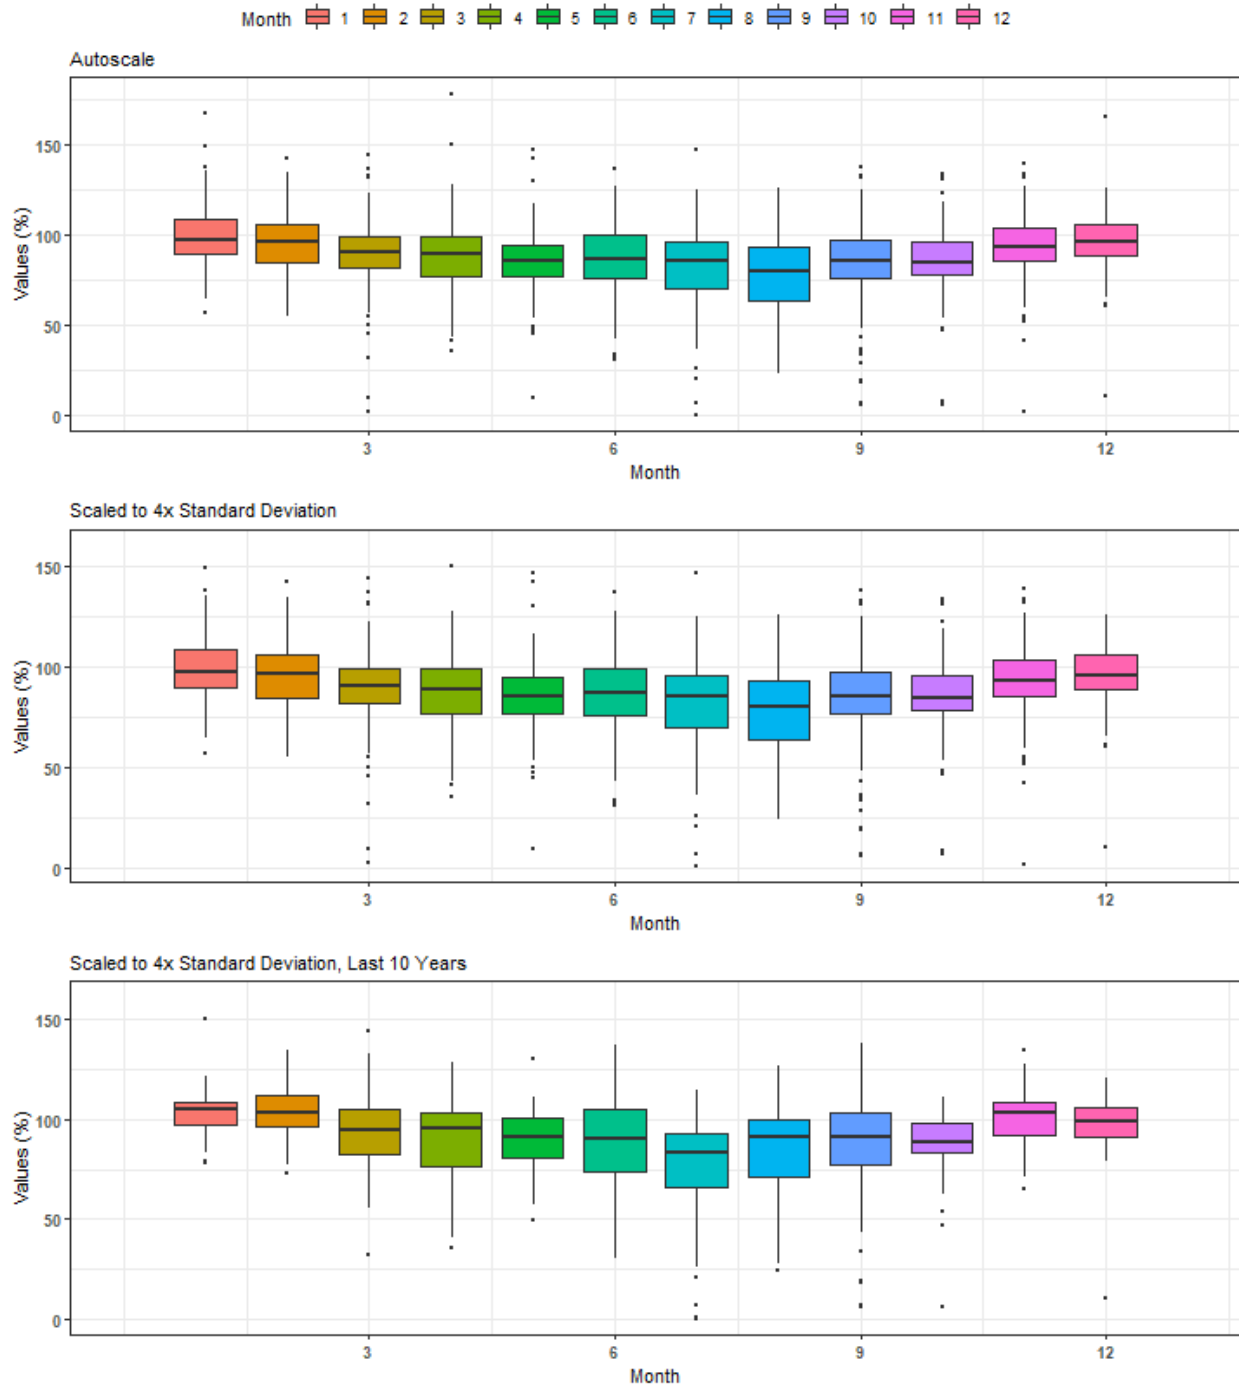 Month 1 2 3 4 5 6 7 8 9 10 11 12
Autoscale
Values (%)
150
100
50
0
3 6 9 12
Month
Scaled to 4x Standard Deviation
Values (%)
150
100
50
0
3 6 9 12
Month
Scaled to 4x Standard Deviation, Last 10 Years
Values (%)
150
100
50
0
3 6 9 12
Month